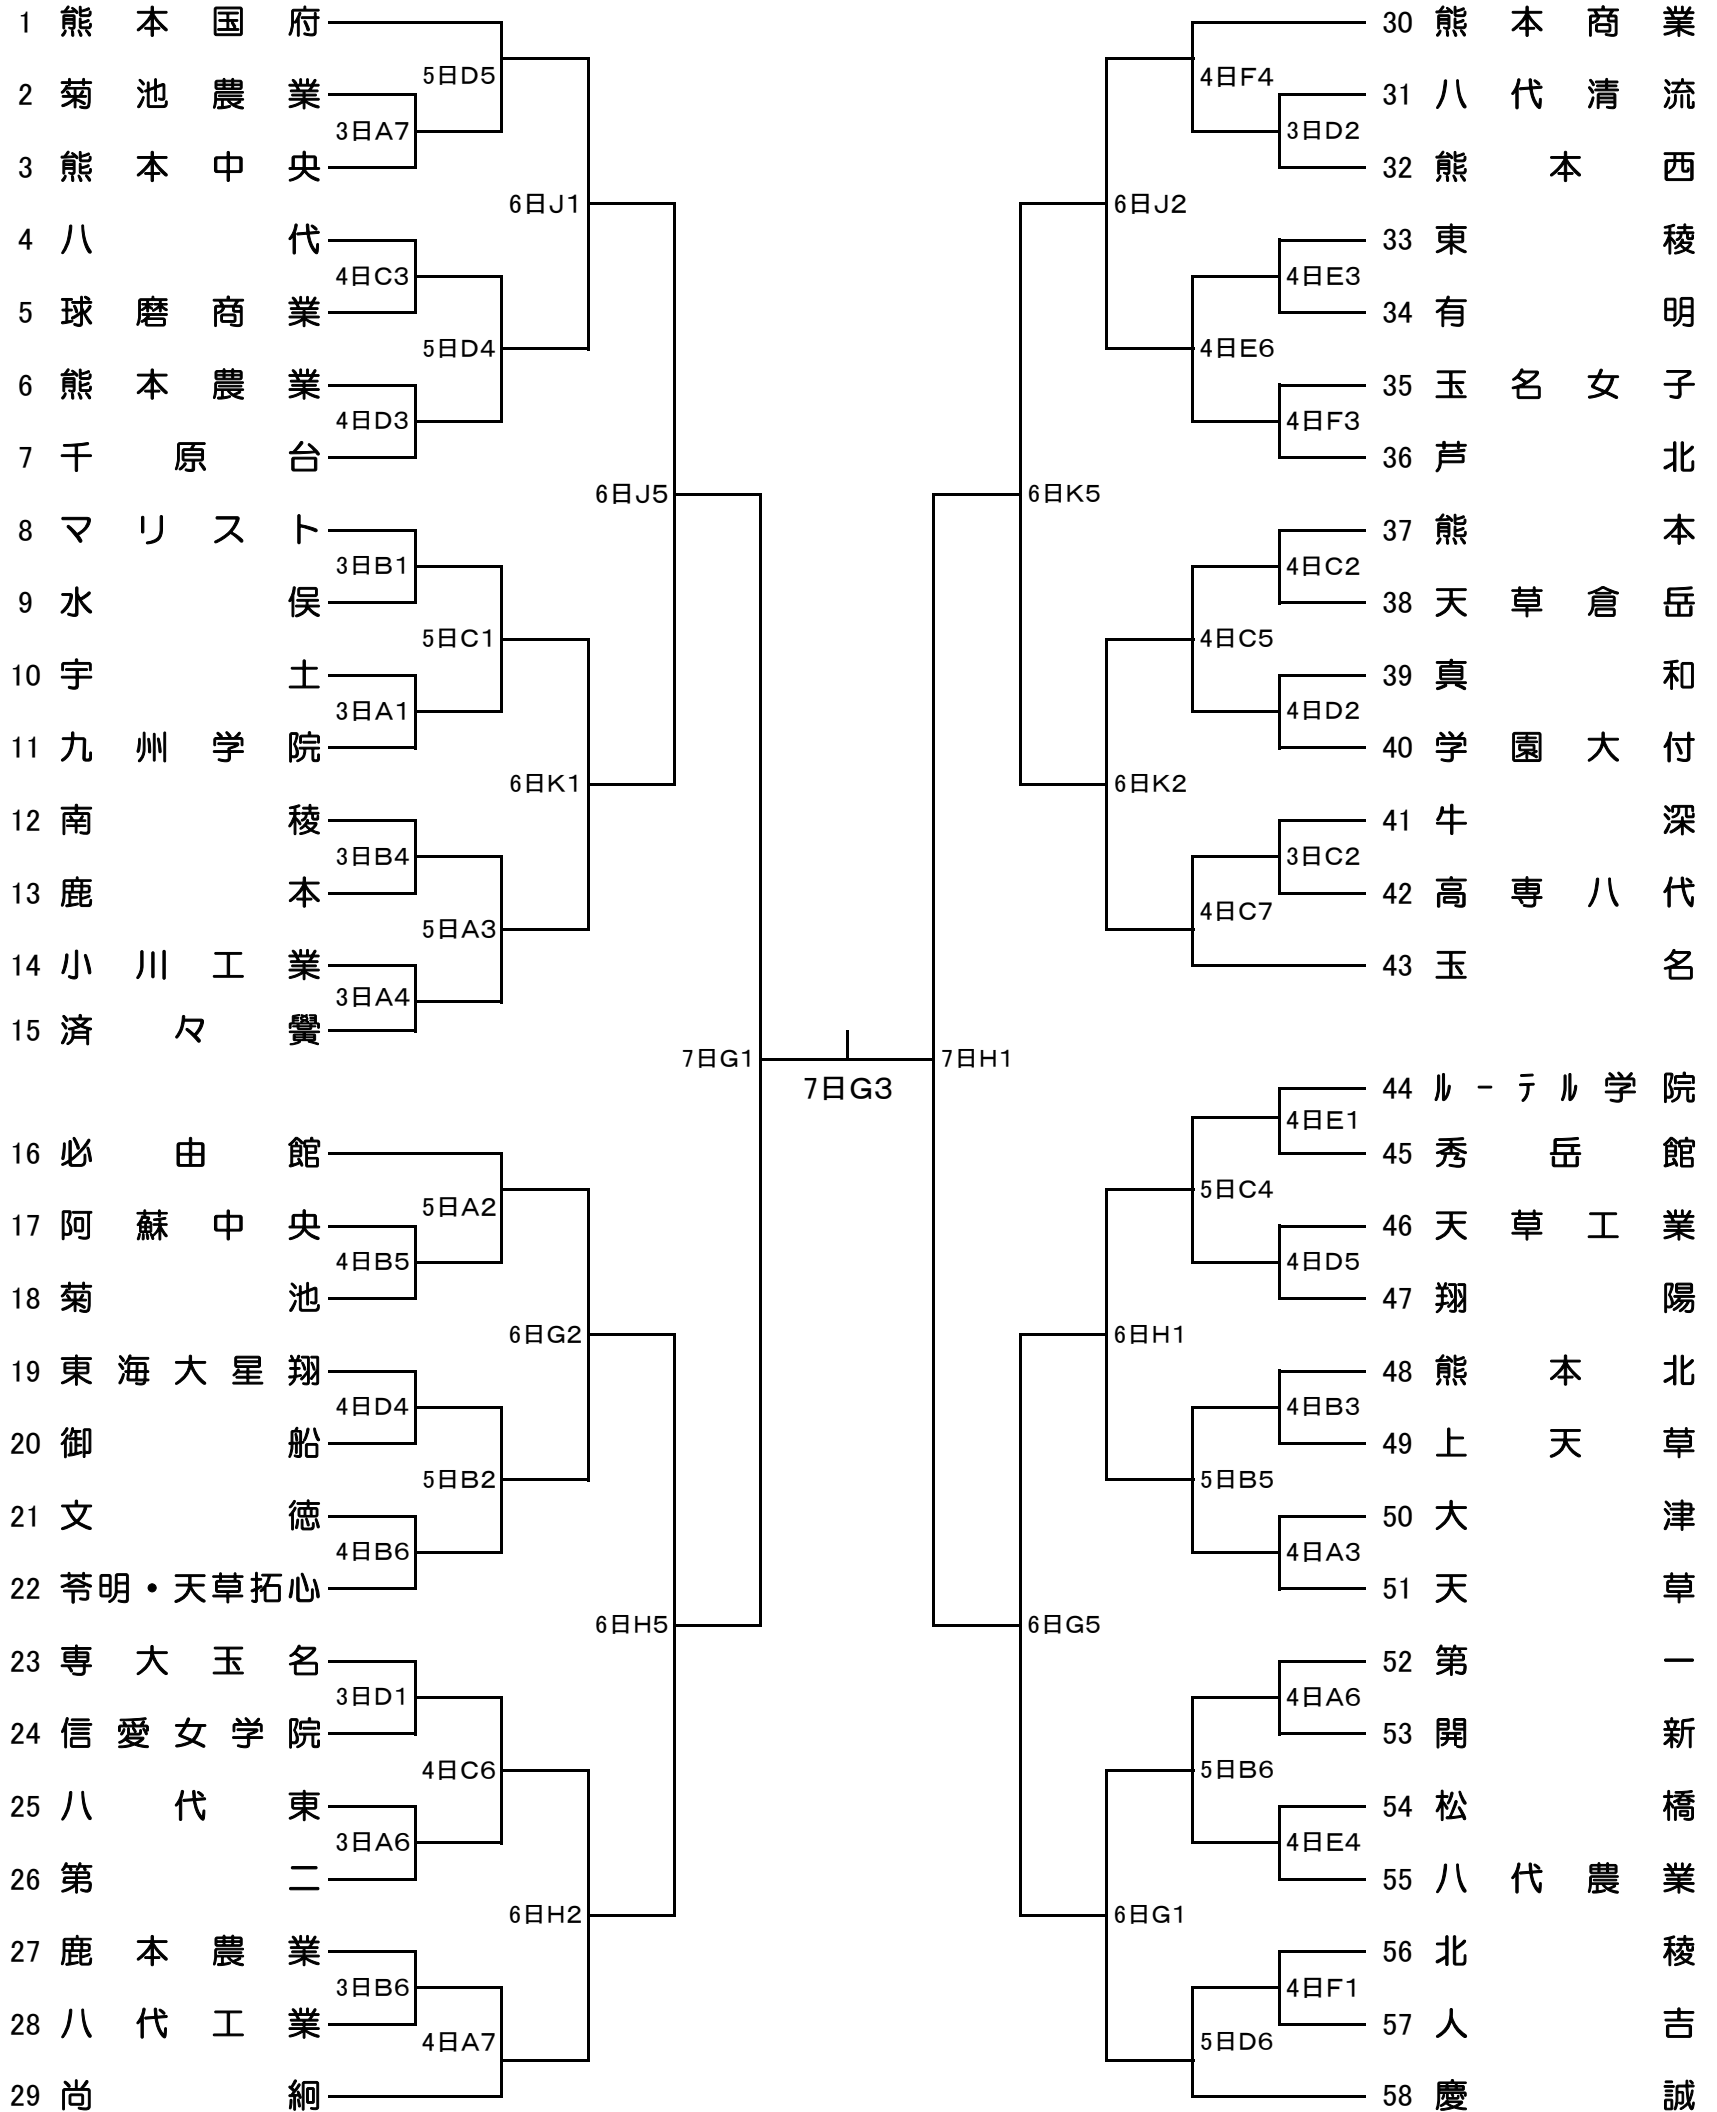 1 熊本国府
5日D5
2 菊池農業
3日A7
3 熊本中央
6日J1
4 八代
4日C3
5 球磨商業
5日D4
6 熊本農業
4日D3
7 千原台
6日J5
8 マリスト
3日B1
9 水俣
5日C1
10 宇土
3日A1
11 九州学院
6日K1
12 南稜
3日B4
13 鹿本
5日A3
14 小川工業
3日A4
15 済々黌
7日G1
16 必由館
5日A2
17 阿蘇中央
4日B5
18 菊池
6日G2
19 東海大星翔
4日D4
20 御船
5日B2
21 文徳
4日B6
22 苓明・天草拓心
6日H5
23 専大玉名
3日D1
24 信愛女学院
4日C6
25 八代東
3日A6
26 第二
6日H2
27 鹿本農業
3日B6
28 八代工業
4日A7
29 尚絅
7日G3
30 熊本商業
4日F4
31 八代清流
3日D2
32 熊本西
6日J2
33 東稜
4日E3
34 有明
4日E6
35 玉名女子
4日F3
36 芦北
6日K5
37 熊本
4日C2
38 天草倉岳
4日C5
39 真和
4日D2
40 学園大付
6日K2
41 牛深
3日C2
42 高専八代
4日C7
43 玉名
7日H1
44 ﾙｰﾃﾙ学院
4日E1
45 秀岳館
5日C4
46 天草工業
4日D5
47 翔陽
6日H1
48 熊本北
4日B3
49 上天草
5日B5
50 大津
4日A3
51 天草
6日G5
52 第一
4日A6
53 開新
5日B6
54 松橋
4日E4
55 八代農業
6日G1
56 北稜
4日F1
57 人吉
5日D6
58 慶誠